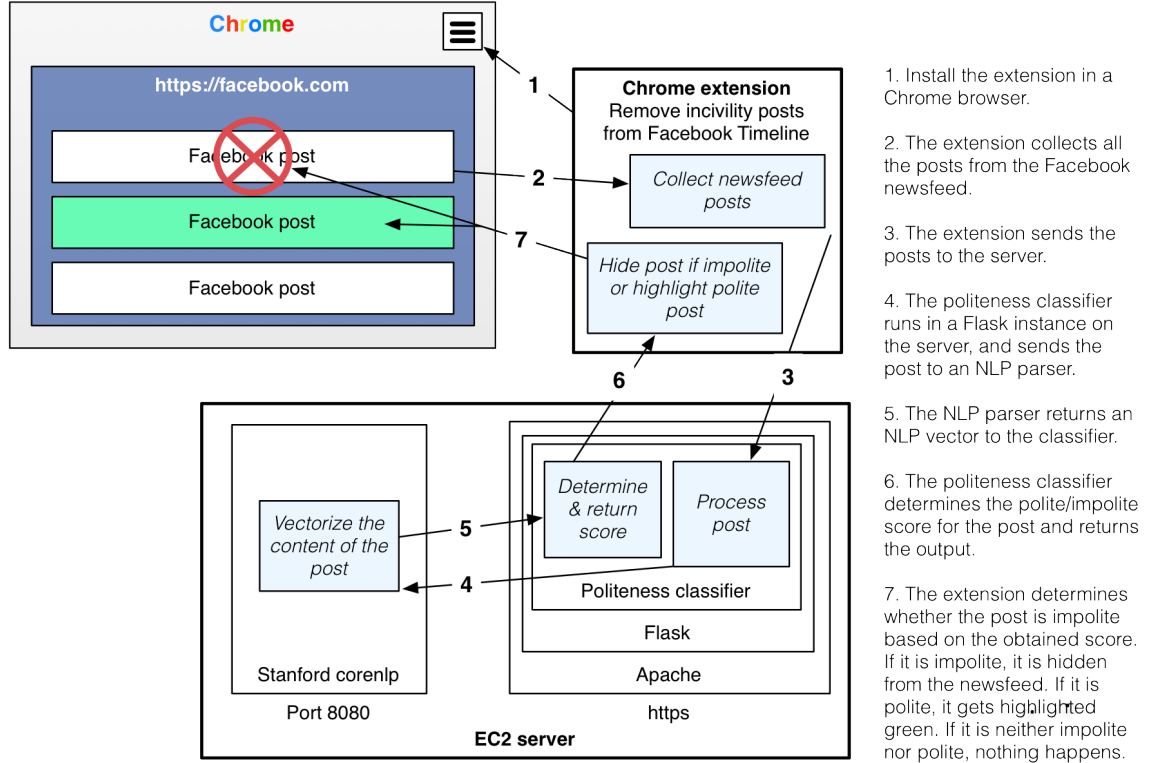 Chrome
https://facebook.com
Facebook post
Facebook post
Facebook post
1
2
7
Chrome extension
Remove incivility posts
from Facebook Timeline
Collect newsfeed
posts
Hide post if impolite
or highlight polite
post
6
3
Vectorize the
content of the
post
Stanford corenlp
Port 8080
5
4
Determine
& return
score
Process
post
Politeness classifier
Flask
Apache
https
EC2 server
1. Install the extension in a
Chrome browser.
2. The extension collects all
the posts from the Facebook
newsfeed.
3. The extension sends the
posts to the server.
4. The politeness classifier
runs in a Flask instance on
the server, and sends the
post to an NLP parser.
5. The NLP parser returns an
NLP vector to the classifier.
6. The politeness classifier
determines the polite/impolite
score for the post and returns
the output.
7. The extension determines
whether the post is impolite
based on the obtained score.
If it is impolite, it is hidden
from the newsfeed. If it is
polite, it gets highlighted
green. If it is neither impolite
nor polite, nothing happens.